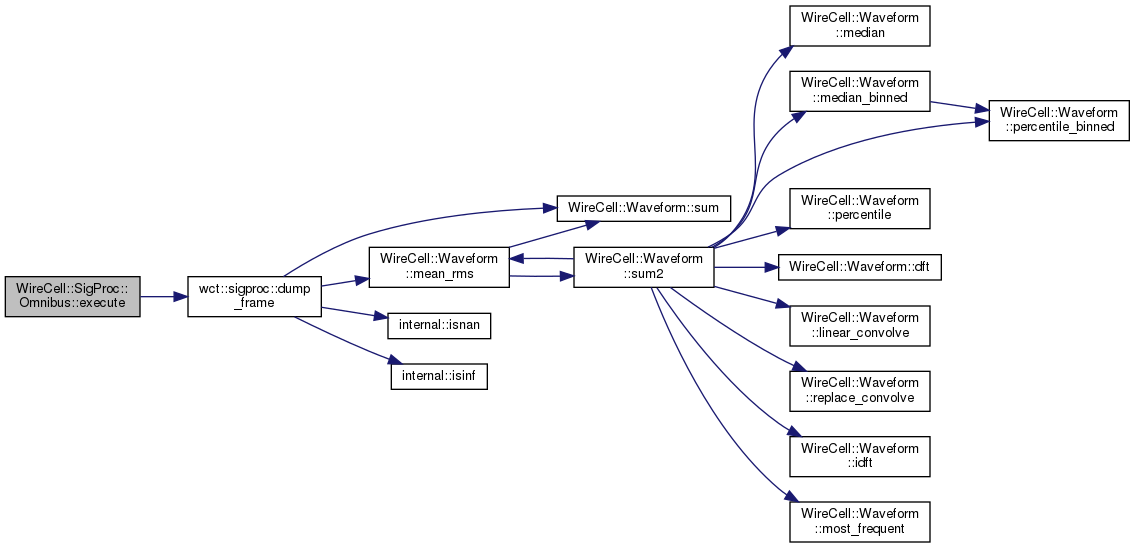 WireCell::SigProc::
Omnibus::execute
wct::sigproc::dump
_frame
WireCell::Waveform::sum
WireCell::Waveform
::mean_rms
internal::isnan
internal::isinf
WireCell::Waveform
::sum2
WireCell::Waveform
::median
WireCell::Waveform
::median_binned
WireCell::Waveform
::percentile_binned
WireCell::Waveform
::percentile
WireCell::Waveform::dft
WireCell::Waveform
::linear_convolve
WireCell::Waveform
::replace_convolve
WireCell::Waveform
::idft
WireCell::Waveform
::most_frequent